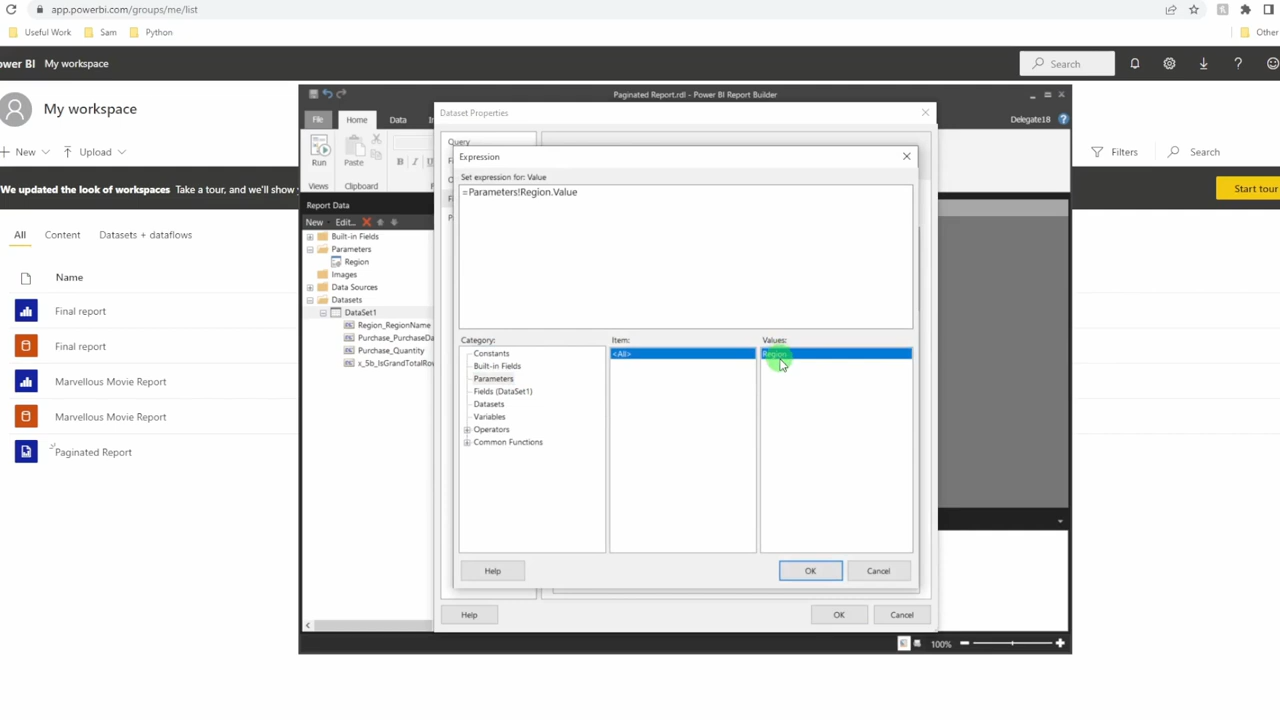 app.powerbi.com/groups/me/list
Useful Work
Sam
Python
Other
ower BI My workspace
Search
My workspace
New
Upload
Filters
Search
We updated the look of workspaces Take a tour, and we'll show
Start tour
All
Content
Datasets + dataflows
Name
Final report
Final report
Marvellous Movie Report
Marvellous Movie Report
Paginated Report
Paginated Report.rdl - Power BI Report Builder
File
Home
Data
Delegate18
Run
Paste
B I U
Views
Clipboard
Report Data
New
Edit...
Built-in Fields
Parameters
Region
Images
Data Sources
Datasets
DataSet1
Region_RegionName
Purchase_PurchaseDa
Purchase_Quantity
x_5b_IsGrandTotalRo
Dataset Properties
Query
Expression
Set expression for: Value
=Parameters!Region.Value
Category:
Constants
Built-in Fields
Parameters
Fields (DataSet1)
Datasets
Variables
Operators
Common Functions
Item:
<All>
Values:
Region
Help
OK
Cancel
Help
OK
Cancel
100%